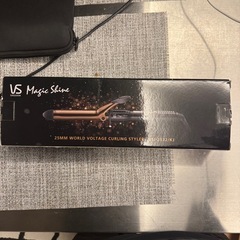 VS Magic Shine
25MM WORLD VOLTAGE CURLING STYLER